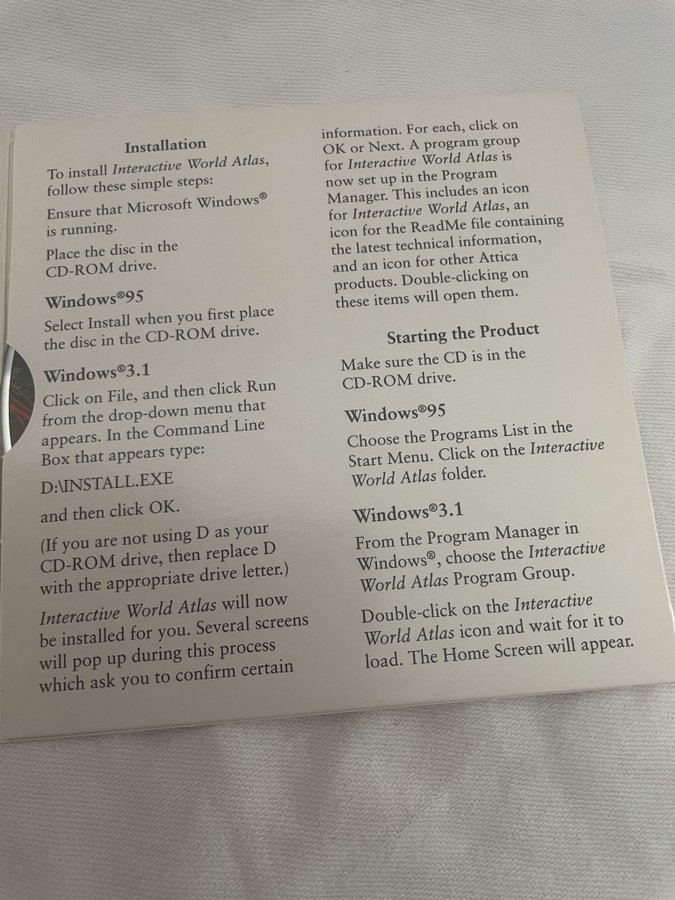 Installation
To install Interactive World Atlas,
follow these simple steps:
Ensure that Microsoft Windows®
is running.
Place the disc in the
CD-ROM drive.
Windows®95
Select Install when you first place
the disc in the CD-ROM drive.
Windows®3.1
Click on File, and then click Run
from the drop-down menu that
appears. In the Command Line
Box that appears type:
D:\INSTALL.EXE
and then click OK.
(If you are not using D as your
CD-ROM drive, then replace D
with the appropriate drive letter.)
Interactive World Atlas will now
be installed for you. Several screens
will pop up during this process
which ask you to confirm certain
information. For each, click on
OK or Next. A program group
for Interactive World Atlas is
now set up in the Program
Manager. This includes an icon
for Interactive World Atlas, an
icon for the ReadMe file containing
the latest technical information,
and an icon for other Attica
products. Double-clicking on
these items will open them.
Starting the Product
Make sure the CD is in the
CD-ROM drive.
Windows®95
Choose the Programs List in the
Start Menu. Click on the Interactive
World Atlas folder.
Windows®3.1
From the Program Manager in
Windows®, choose the Interactive
World Atlas Program Group.
Double-click on the Interactive
World Atlas icon and wait for it to
load. The Home Screen will appear.